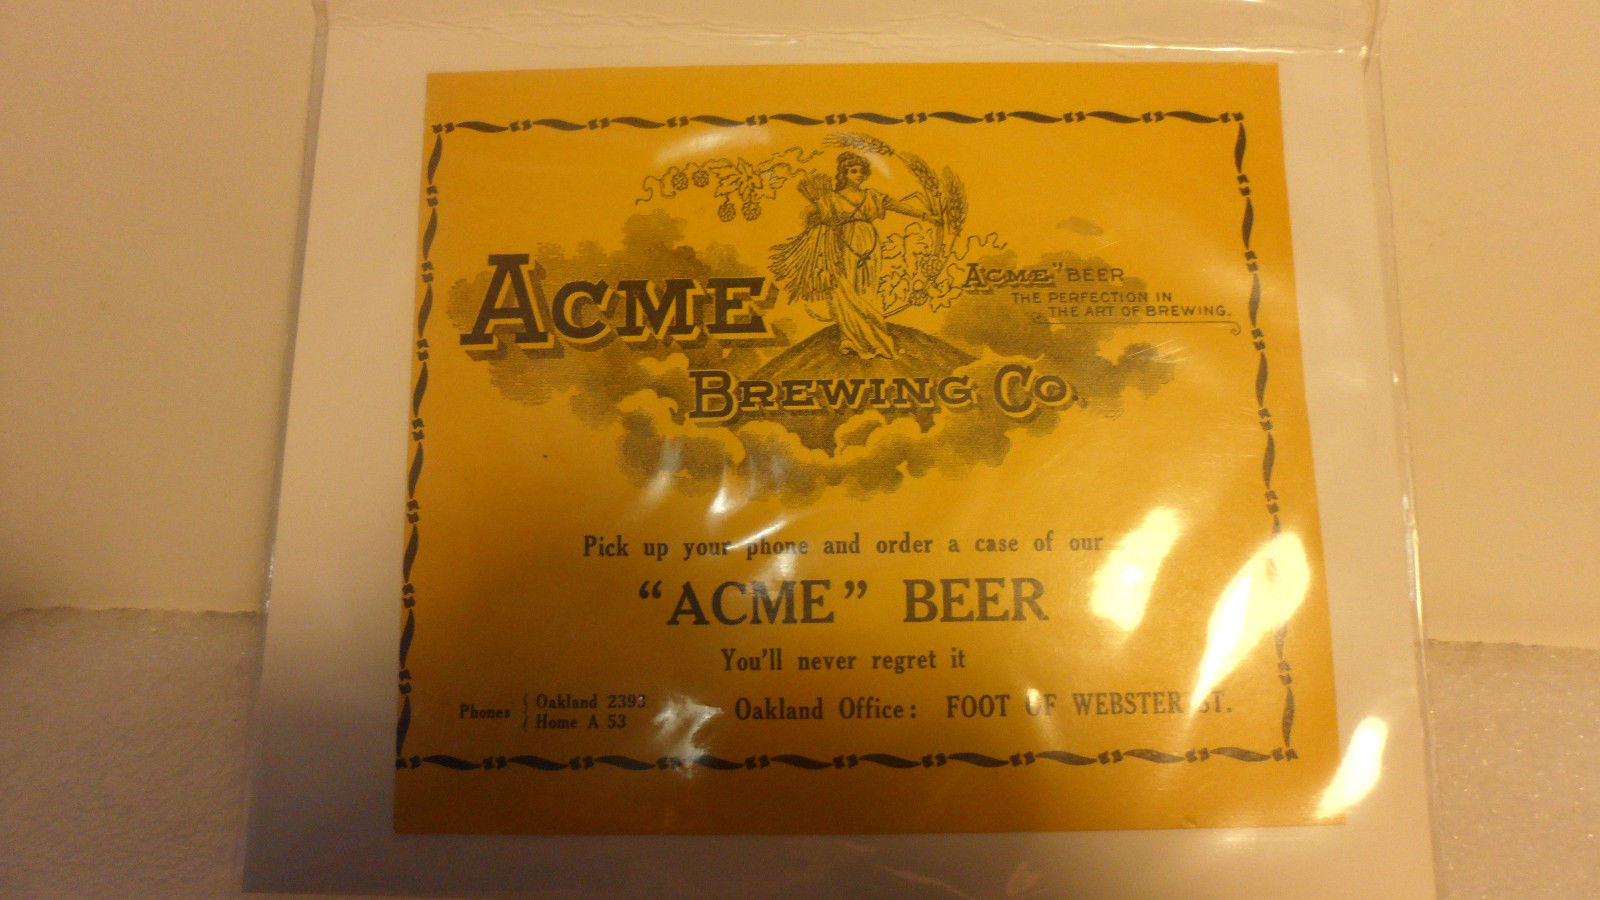 ACME
BREWING CO.
ACME" BEER
THE PERFECTION IN
THE ART OF BREWING.
Pick up your phone and order a case of our
"ACME" BEER
You'll never regret it
Phones { Oakland 2393
Home A 53
Oakland Office: FOOT OF WEBSTER ST.